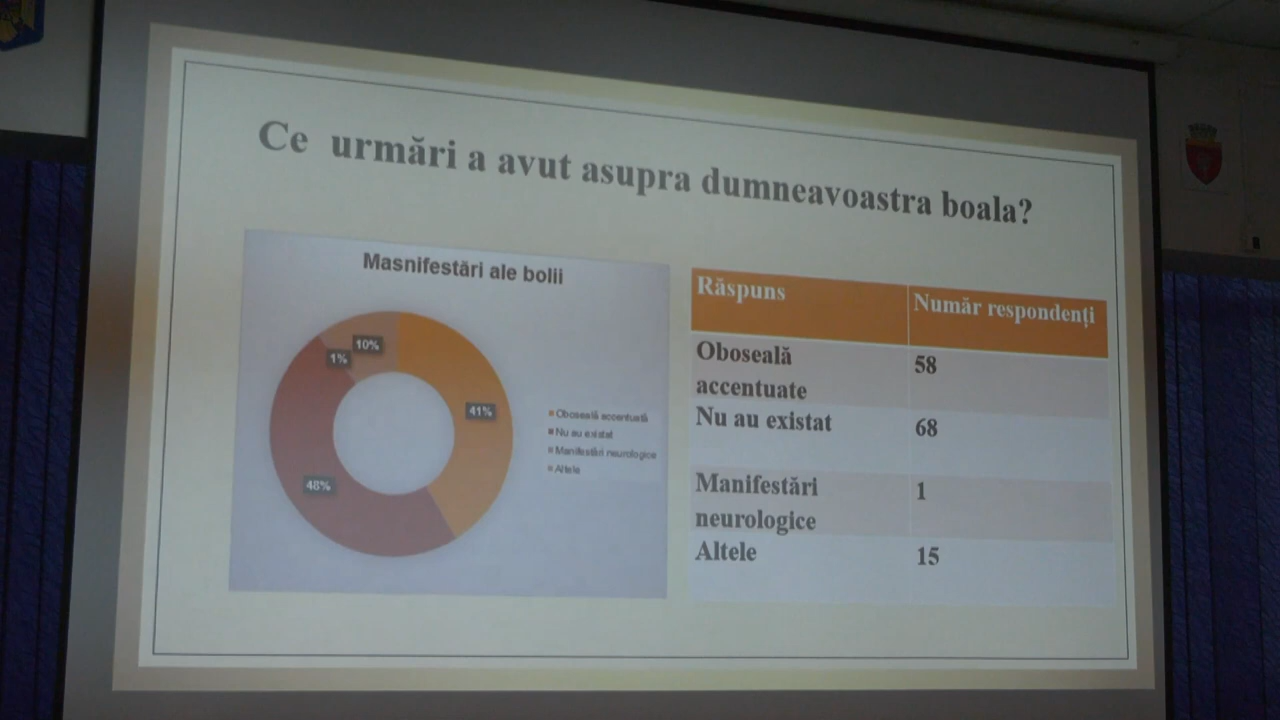 Ce urmări a avut asupra dumneavoastra boala?
Masnifestări ale bolii
10%
1%
41%
48%
Oboseală accentuată
Nu au existat
Manifestări neurologice
Altele
Răspuns
Număr respondenți
Oboseală
accentuate
58
Nu au existat
68
Manifestări
neurologice
1
Altele
15